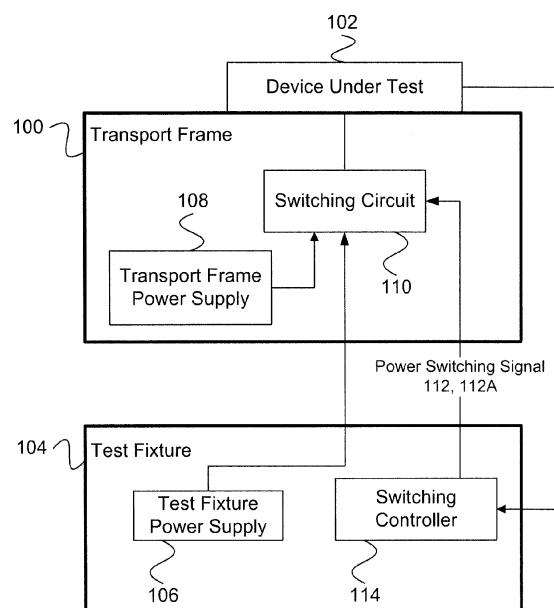 102
Device Under Test
100
Transport Frame
108
Switching Circuit
Transport Frame
Power Supply
110
Power Switching Signal
112, 112A
104
Test Fixture
Test Fixture
Power Supply
Switching
Controller
106
114